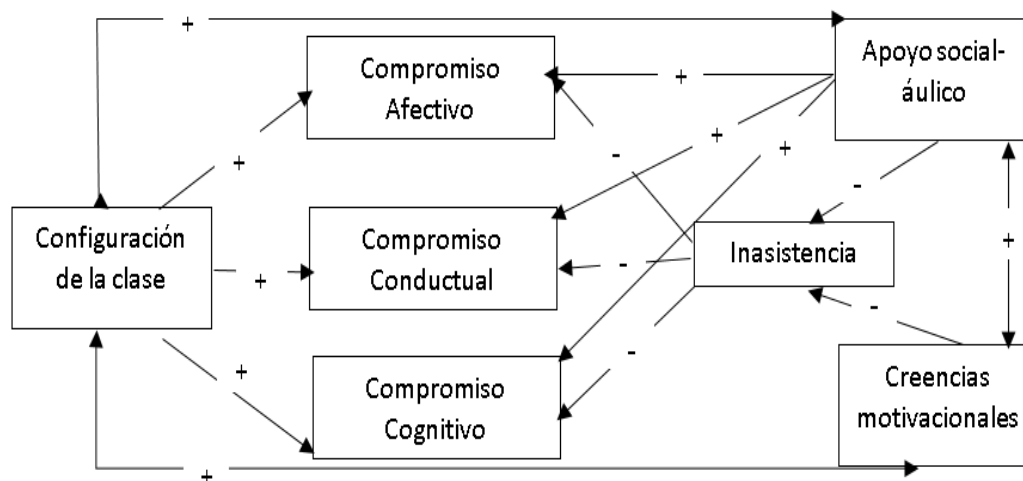 +
Compromiso
Afectivo
+
Apoyo social-
áulico
+
-
+
+
-
Configuración
de la clase
+
Compromiso
Conductual
-
Inasistencia
+
-
-
+
Compromiso
Cognitivo
Creencias
motivacionales
+